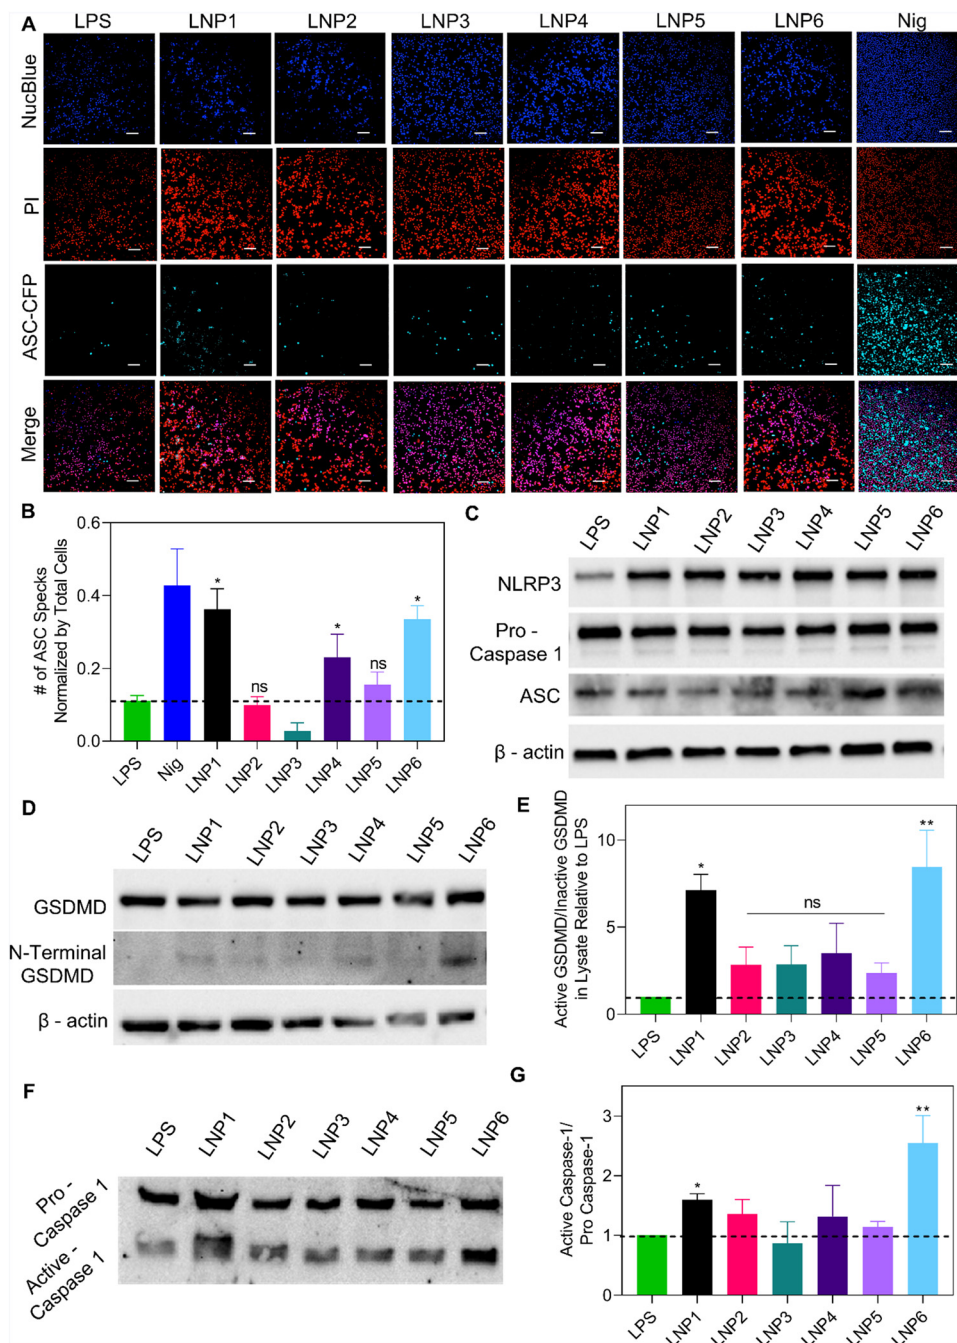 A
LPS LNP1 LNP2 LNP3 LNP4 LNP5 LNP6 Nig
NucBlue
PI
ASC-CFP
Merge
B
# of ASC Specks
Normalized by Total Cells
0.6
0.4
0.2
0.0
*
ns
*
ns
*
LPS Nig LNP1 LNP2 LNP3 LNP4 LNP5 LNP6
C
LPS LNP1 LNP2 LNP3 LNP4 LNP5 LNP6
NLRP3
Pro -
Caspase 1
ASC
β - actin
D
LPS LNP1 LNP2 LNP3 LNP4 LNP5 LNP6
GSDMD
N-Terminal
GSDMD
β - actin
E
Active GSDMD/Inactive GSDMD
in Lysate Relative to LPS
10
5
0
*
ns
**
LPS LNP1 LNP2 LNP3 LNP4 LNP5 LNP6
F
LPS LNP1 LNP2 LNP3 LNP4 LNP5 LNP6
Pro -
Caspase 1
Active -
Caspase 1
G
Active Caspase-1/
Pro Caspase-1
3
2
1
0
*
**
LPS LNP1 LNP2 LNP3 LNP4 LNP5 LNP6